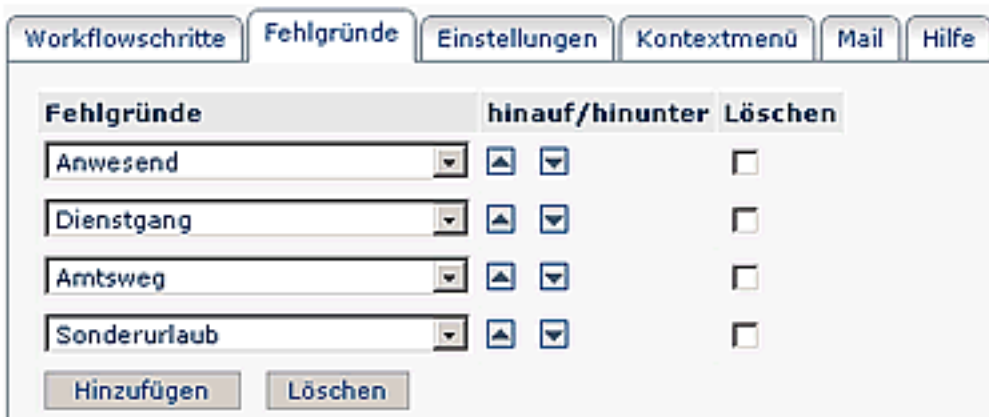 Workflowschritte Fehlgründe Einstellungen Kontextmenü Mail Hilfe
Fehlgründe hinauf/hinunter Löschen
Anwesend
Dienstgang
Amtsweg
Sonderurlaub
Hinzufügen Löschen